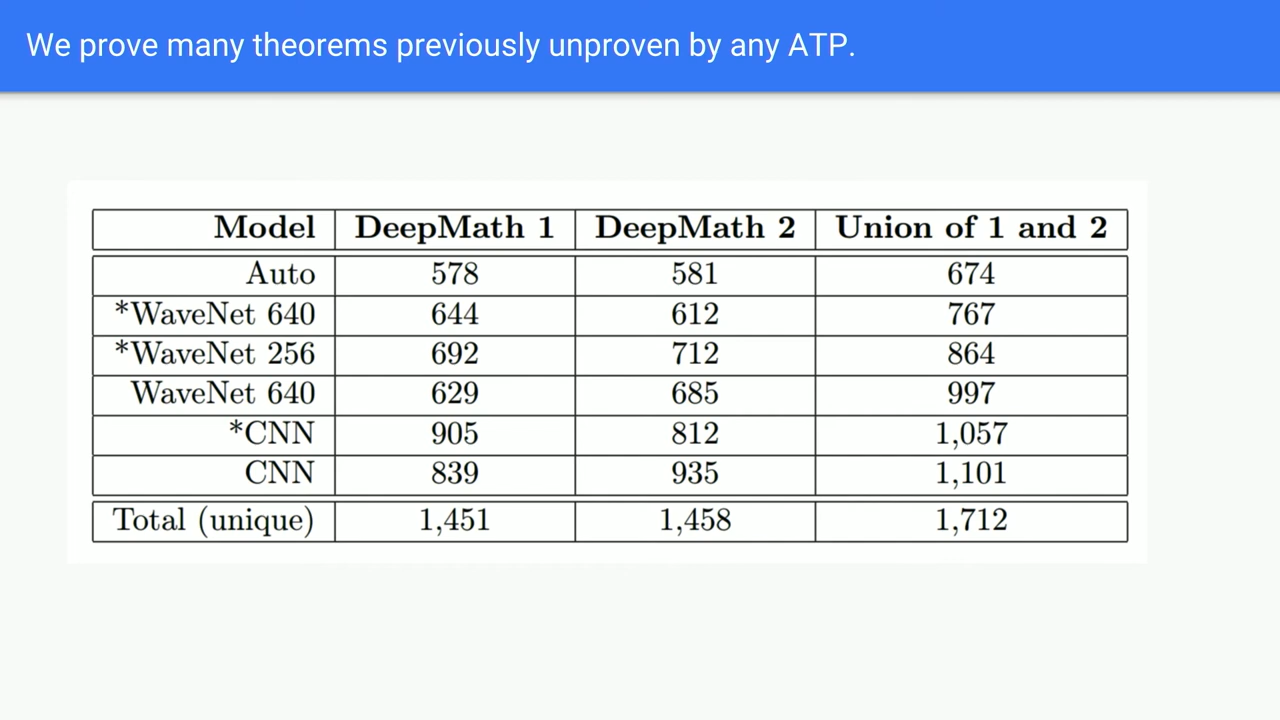 We prove many theorems previously unproven by any ATP.
Model DeepMath 1 DeepMath 2 Union of 1 and 2
Auto 578 581 674
*WaveNet 640 644 612 767
*WaveNet 256 692 712 864
WaveNet 640 629 685 997
*CNN 905 812 1,057
CNN 839 935 1,101
Total (unique) 1,451 1,458 1,712